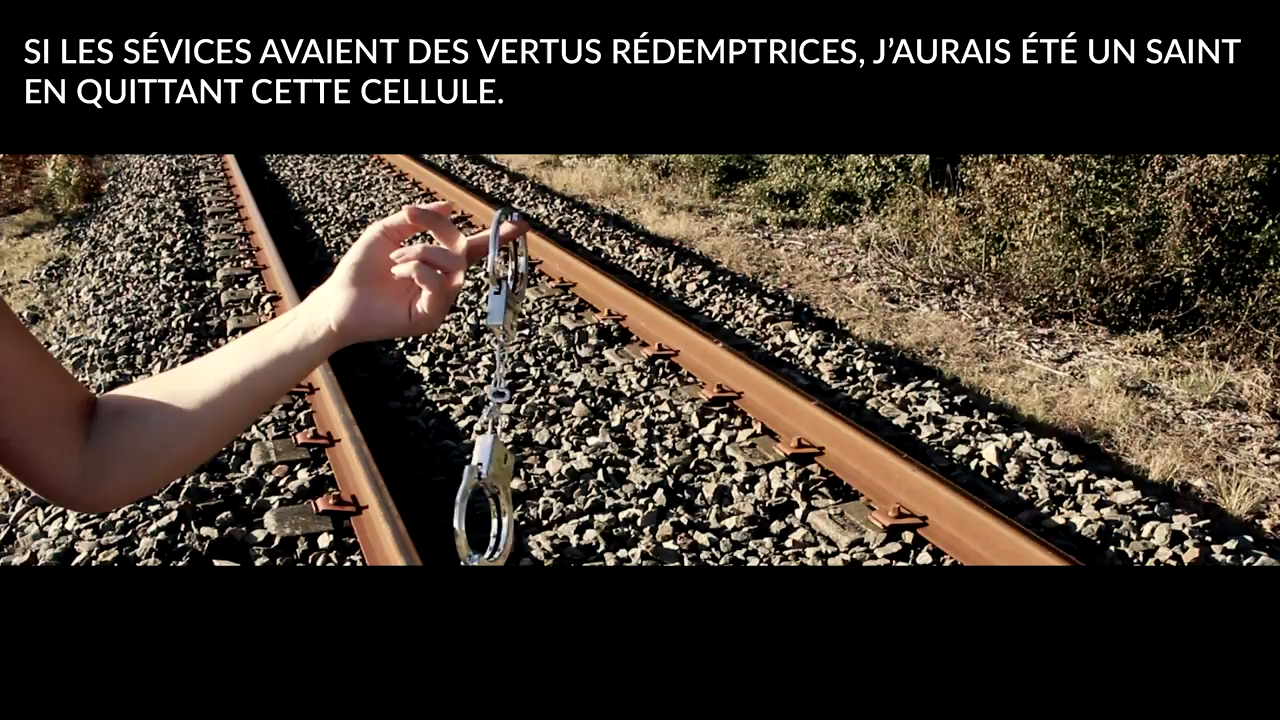 SI LES SÉVICES AVAIENT DES VERTUS RÉDEMPTRICES, J’AURAIS ÉTÉ UN SAINT
EN QUITTANT CETTE CELLULE.